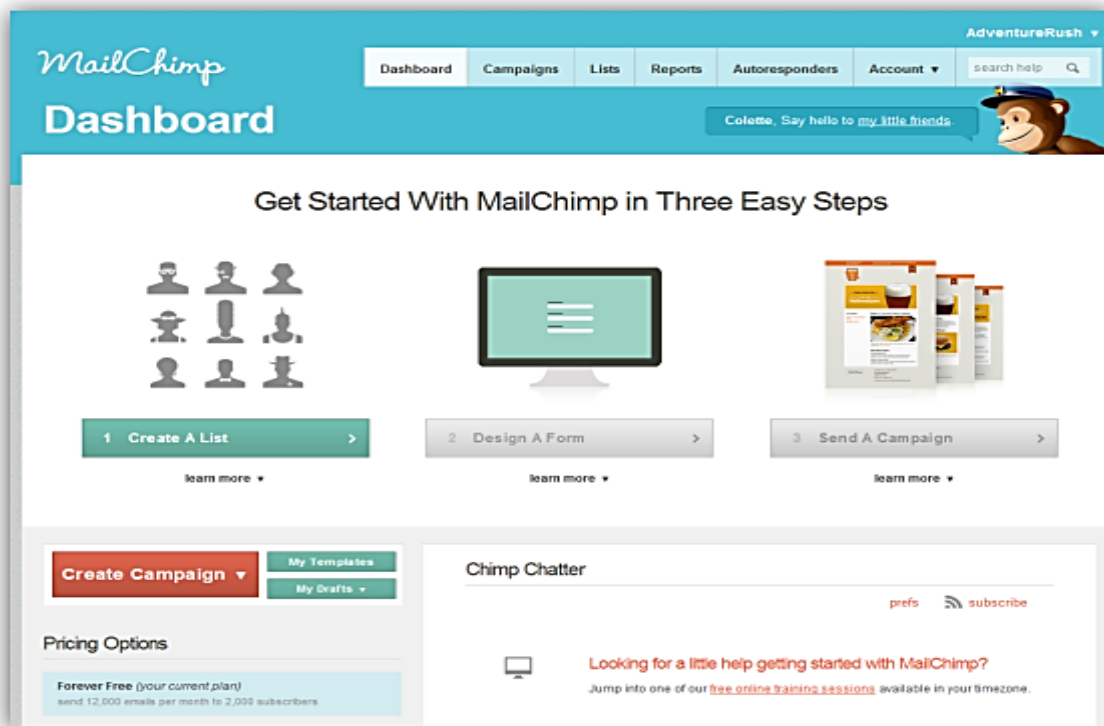 AdventureRush
MailChimp
Dashboard Campaigns Lists Reports Autoresponders Account search help
Dashboard
Colette, Say hello to my little friends.
Get Started With MailChimp in Three Easy Steps
1 Create A List
2 Design A Form
3 Send A Campaign
learn more
learn more
learn more
Create Campaign
My Templates
My Drafts
Pricing Options
Forever Free (your current plan)
send 12,000 emails per month to 2,000 subscribers
Chimp Chatter
prefs subscribe
Looking for a little help getting started with MailChimp?
Jump into one of our free online training sessions available in your timezone.